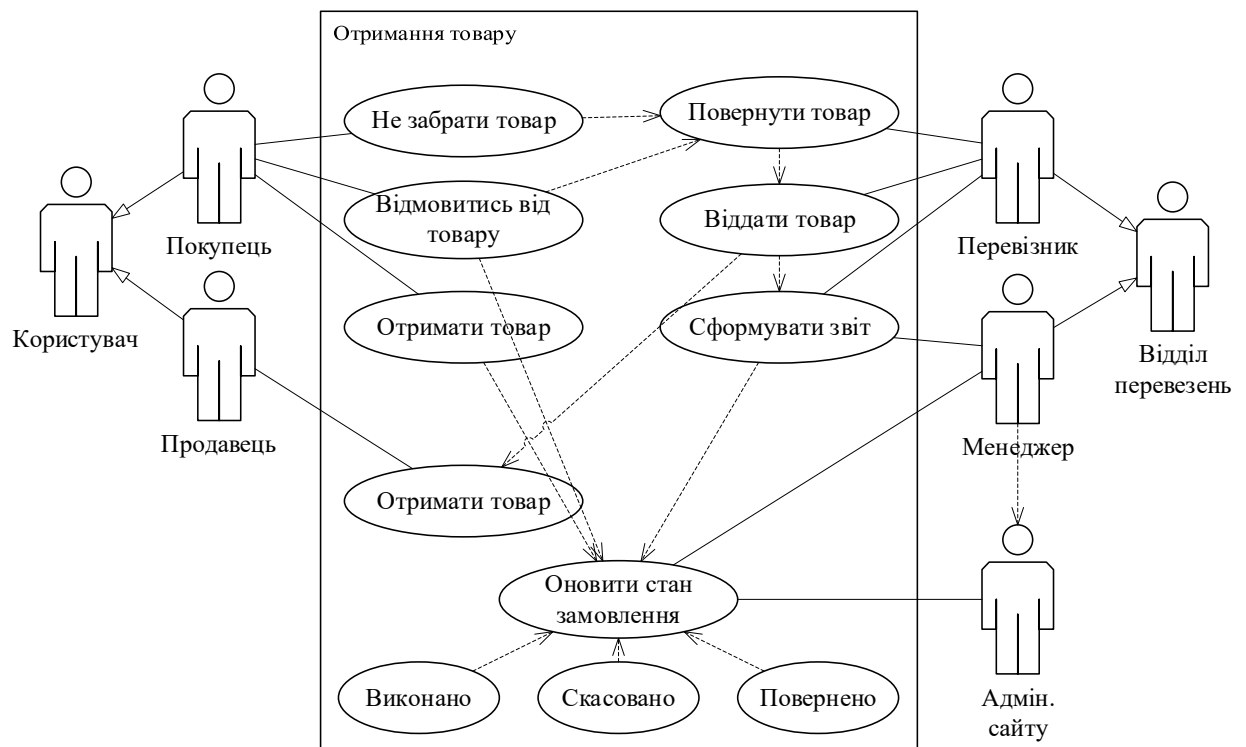 Отримання товару
Не забрати товар
Повернути товар
Відмовитись від
товару
Віддати товар
Покупець
Перевізник
Користувач
Отримати товар
Сформувати звіт
Відділ
перевезень
Продавець
Менеджер
Отримати товар
Оновити стан
замовлення
Виконано
Скасовано
Повернено
Адмін.
сайту